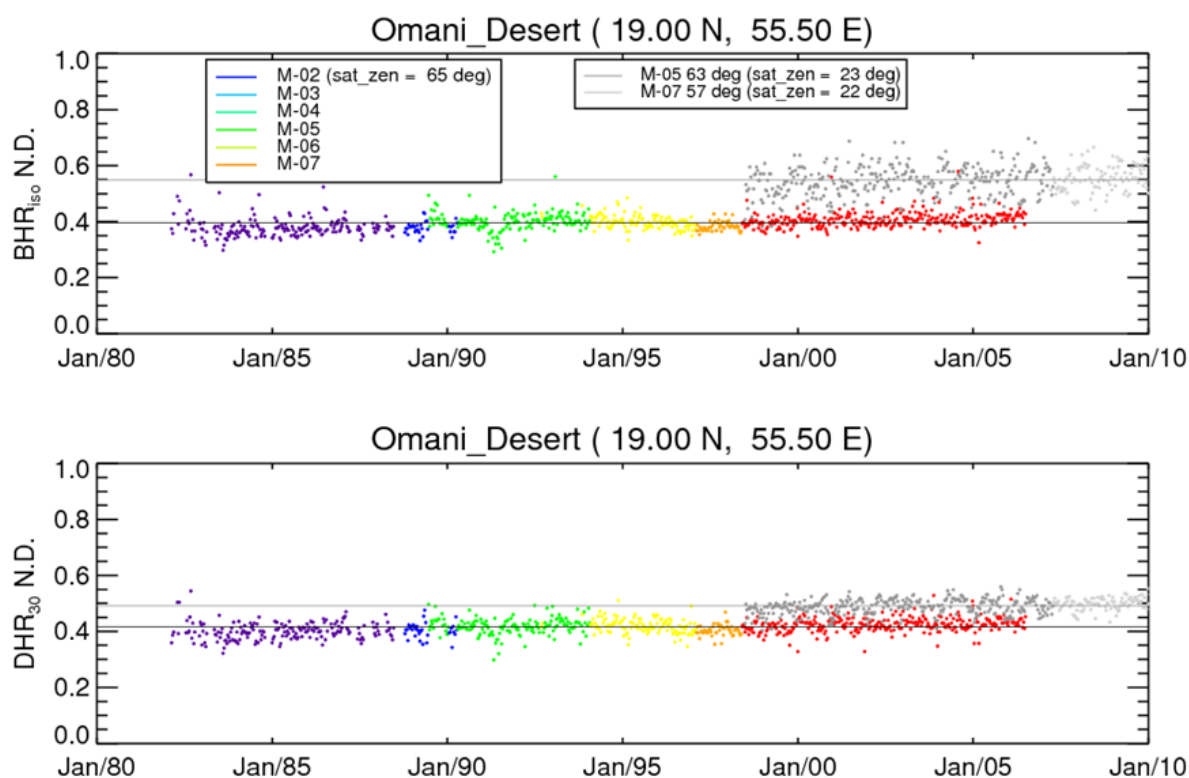 Omani_Desert ( 19.00 N,  55.50 E)
1.0
0.8
0.6
0.4
0.2
0.0
BHRiso N.D.
M-02 (sat_zen =  65 deg)
M-03
M-04
M-05
M-06
M-07
M-05 63 deg (sat_zen =  23 deg)
M-07 57 deg (sat_zen =  22 deg)
Jan/80 Jan/85 Jan/90 Jan/95 Jan/00 Jan/05 Jan/10
Omani_Desert ( 19.00 N,  55.50 E)
1.0
0.8
0.6
0.4
0.2
0.0
DHR30 N.D.
Jan/80 Jan/85 Jan/90 Jan/95 Jan/00 Jan/05 Jan/10